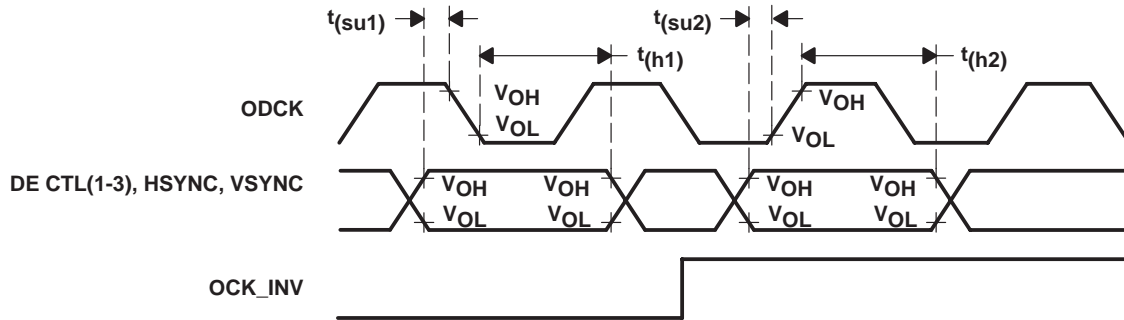 t(su1)
t(su2)
t(h1)
t(h2)
ODCK
VOH
VOL
VOH
VOL
DE CTL(1-3), HSYNC, VSYNC
VOH
VOH
VOH
VOH
VOL
VOL
VOL
VOL
OCK_INV